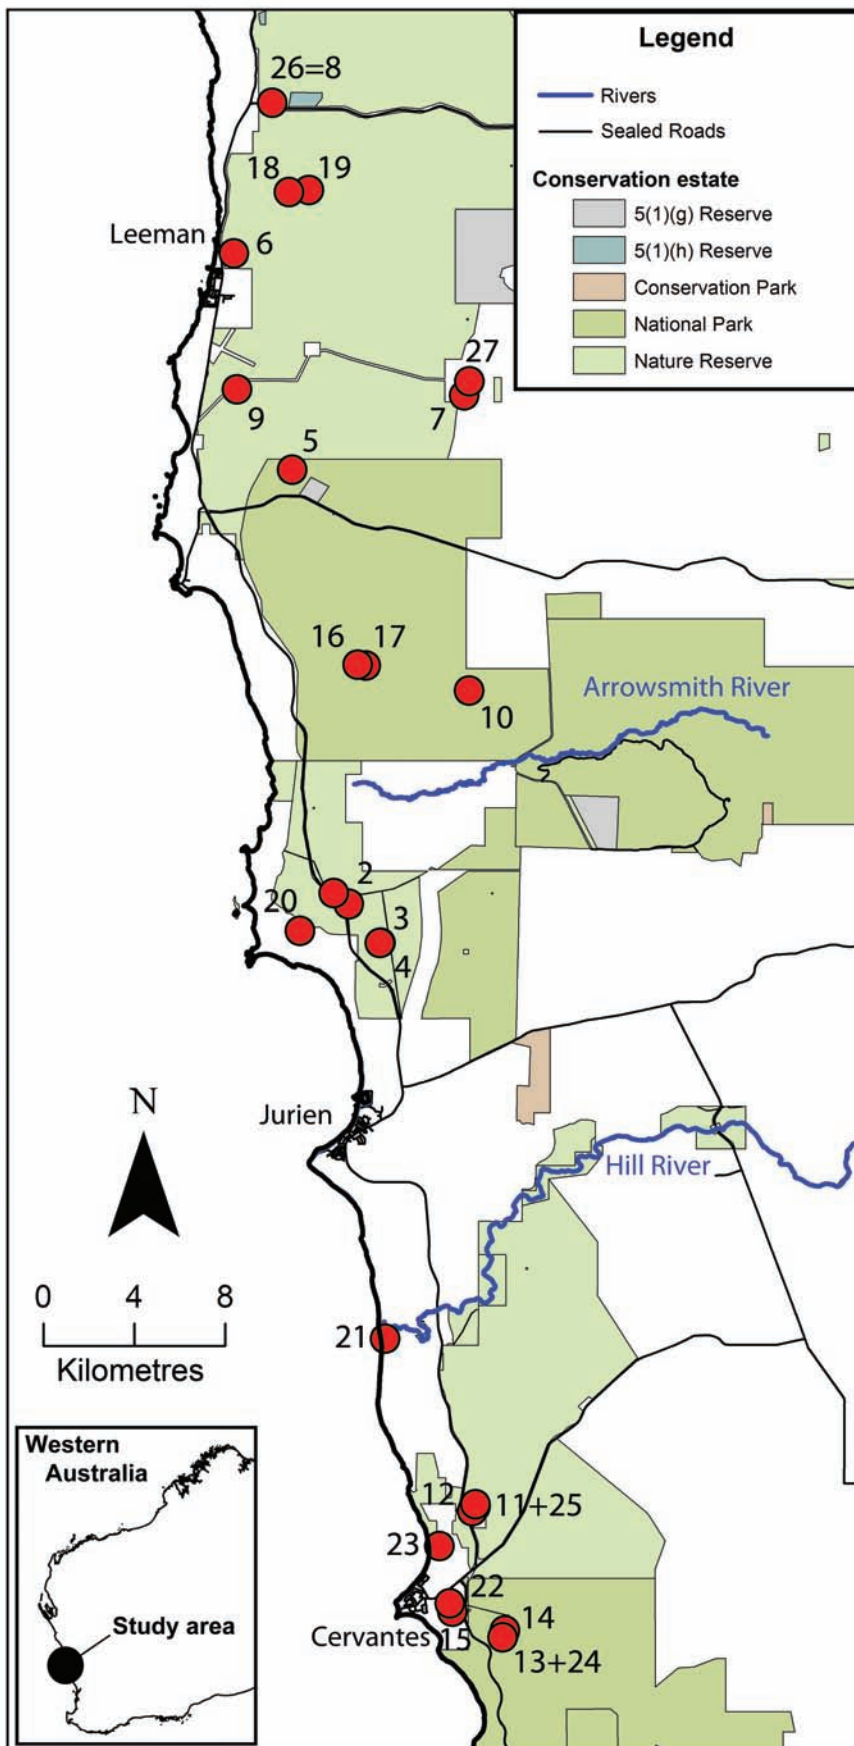 Legend
Rivers
Sealed Roads
Conservation estate
5(1)(g) Reserve
5(1)(h) Reserve
Conservation Park
National Park
Nature Reserve
26=8
18
19
Leeman
6
27
9
7
5
16
17
10
Arrowsmith River
2
20
3
4
N
Jurien
Hill River
0 4 8
Kilometres
21
Western
Australia
Study area
12
11+25
23
22
14
Cervantes
15
13+24